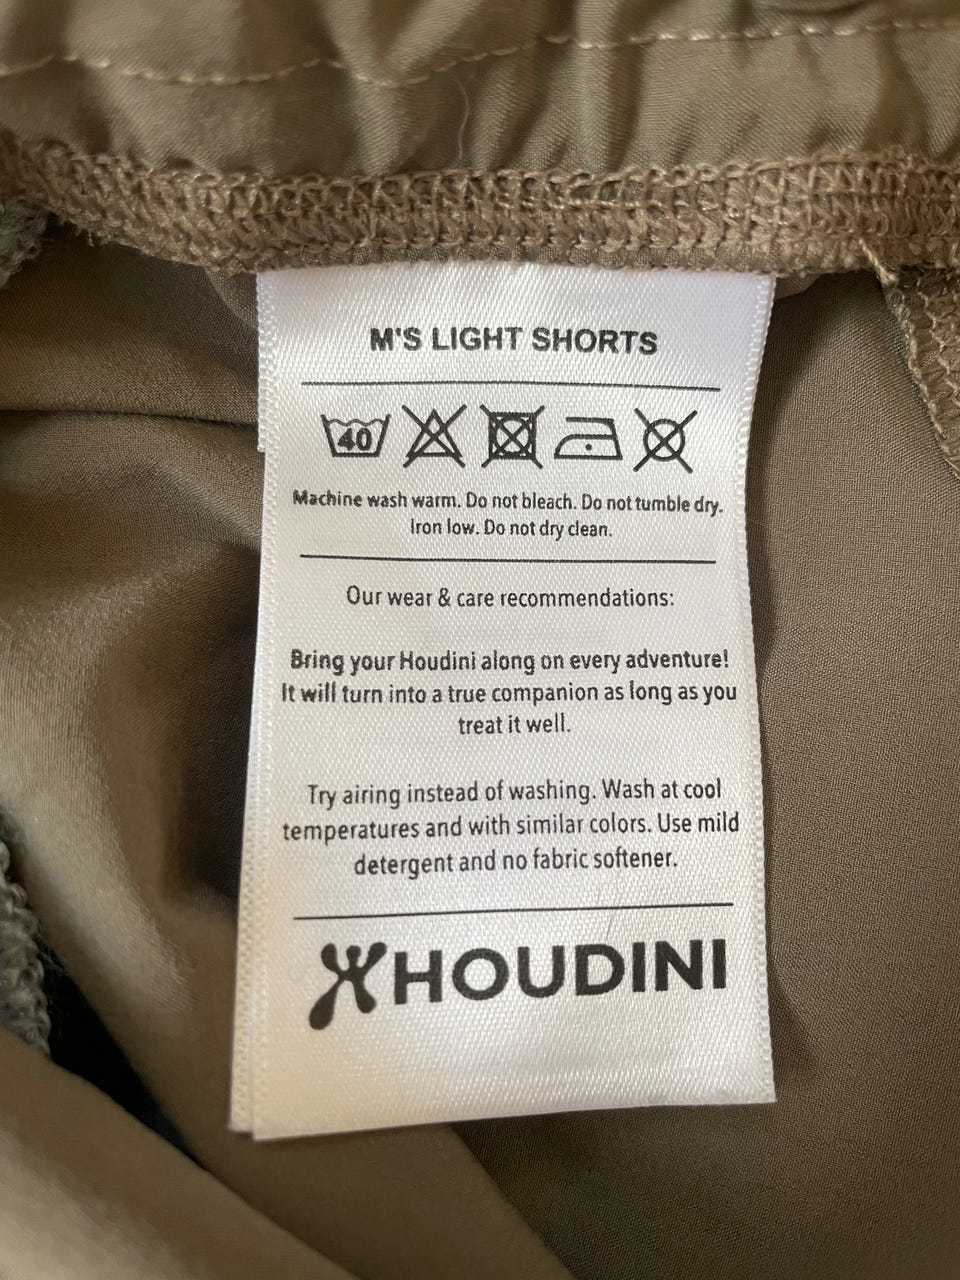 M'S LIGHT SHORTS
40
Machine wash warm. Do not bleach. Do not tumble dry.
Iron low. Do not dry clean.
Our wear & care recommendations:
Bring your Houdini along on every adventure!
It will turn into a true companion as long as you
treat it well.
Try airing instead of washing. Wash at cool
temperatures and with similar colors. Use mild
detergent and no fabric softener.
HOUDINI